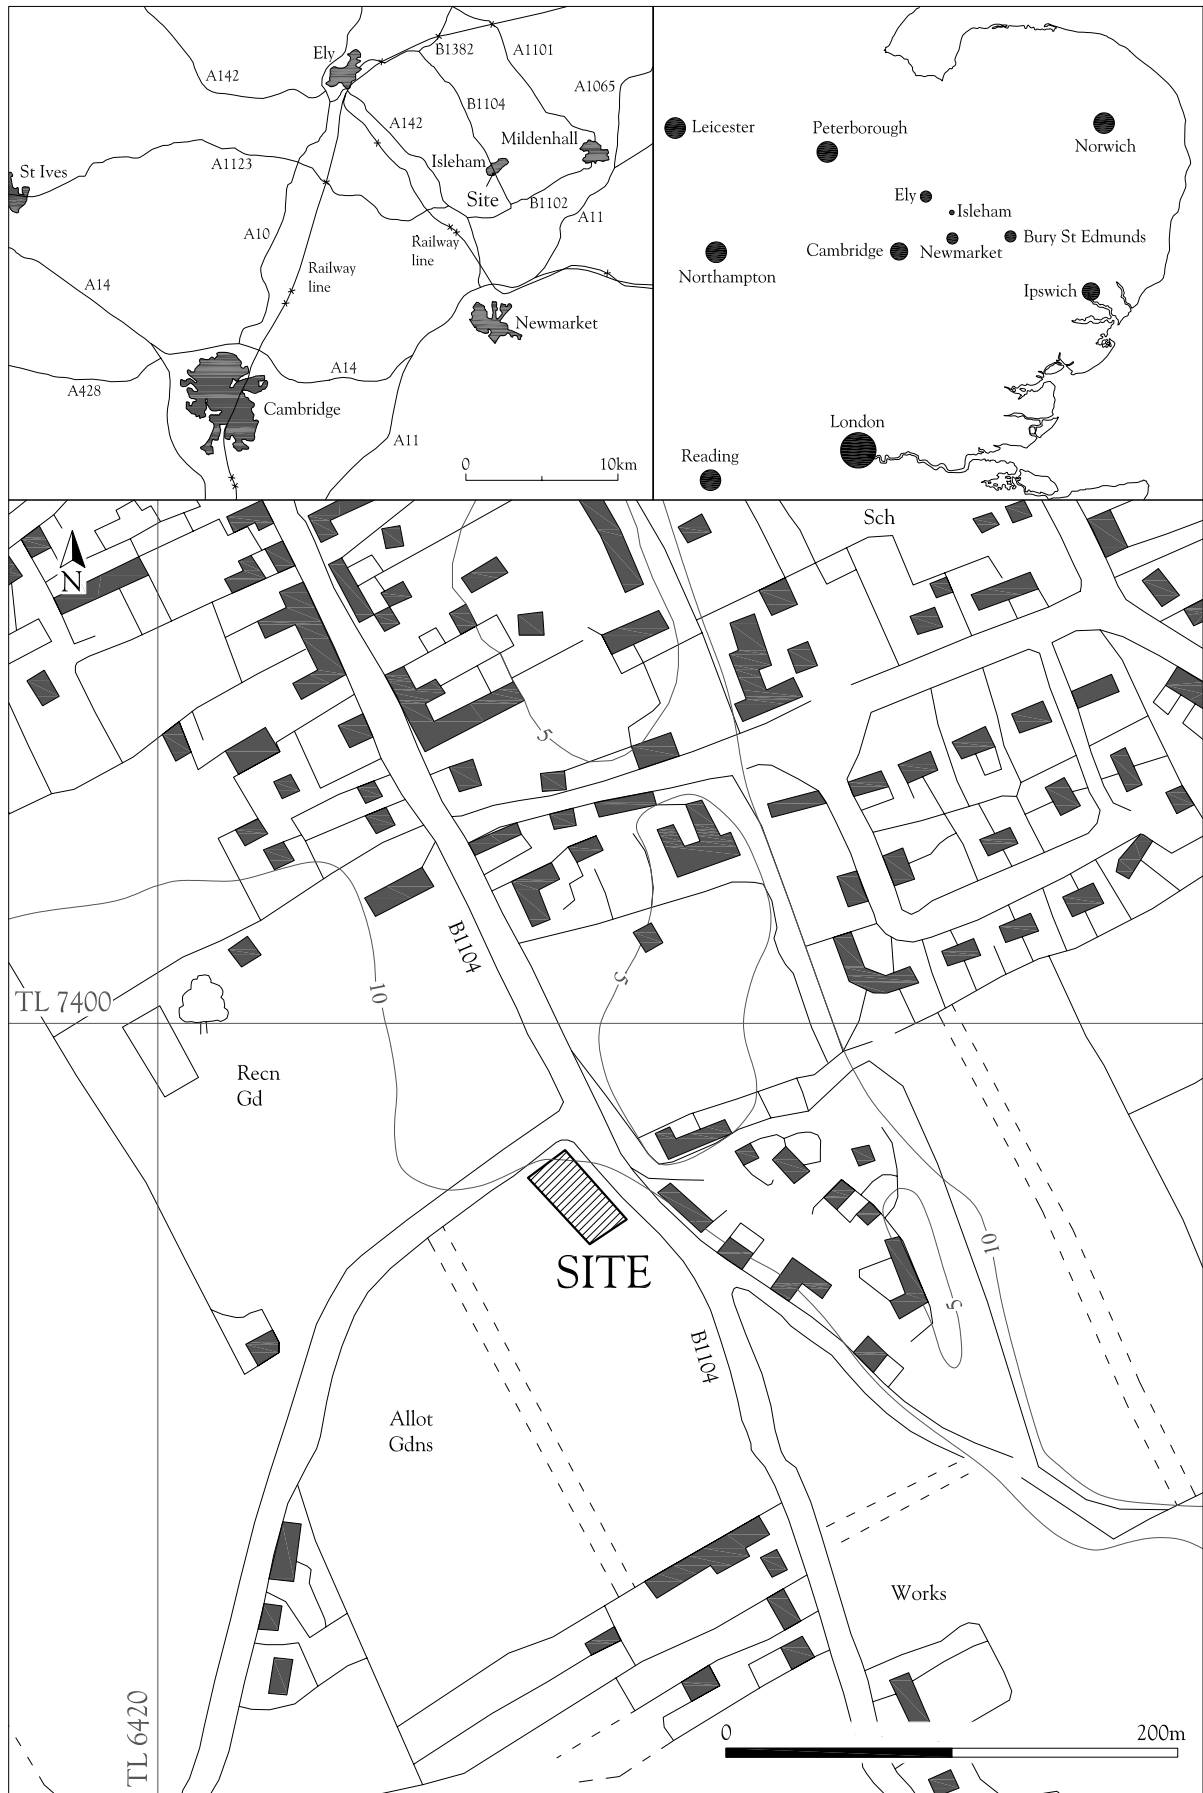 Ely
B1382
A1101
A142
A1065
B1104
A142
Mildenhall
A1123
Isleham
St Ives
Site
B1102
A11
A10
Railway
line
Railway
line
A14
Newmarket
A14
A428
Cambridge
A11
0 10km
Leicester
Peterborough
Norwich
Ely
Isleham
Bury St Edmunds
Cambridge
Newmarket
Northampton
Ipswich
London
Reading
Sch
N
5
B1104
5
10
TL 7400
Recn
Gd
SITE
10
5
B1104
Allot
Gdns
Works
TL 6420
0 200m